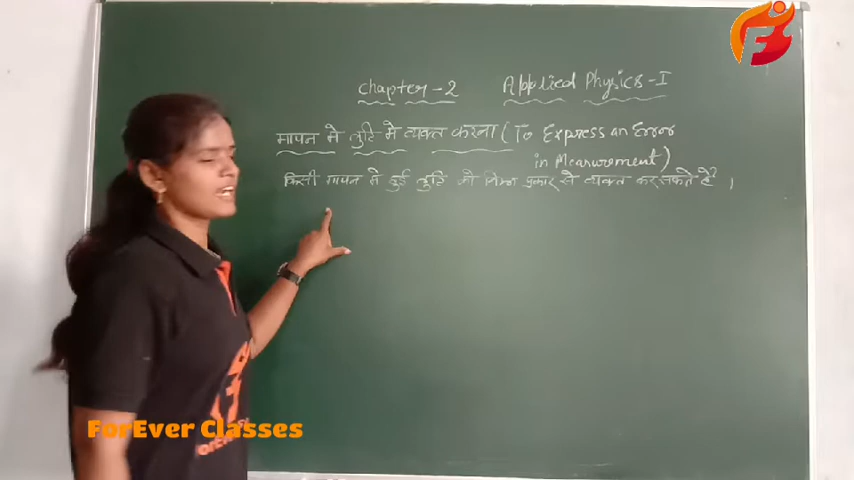 chapter - 2 Applied Physics - I
मापन मे त्रुटि मे व्यक्त करना ( To Express an Error
in Measurement )
किसी मापन मे हुई त्रुटि को निम्न प्रकार से व्यक्त कर सकते है ।
ForEver Classes